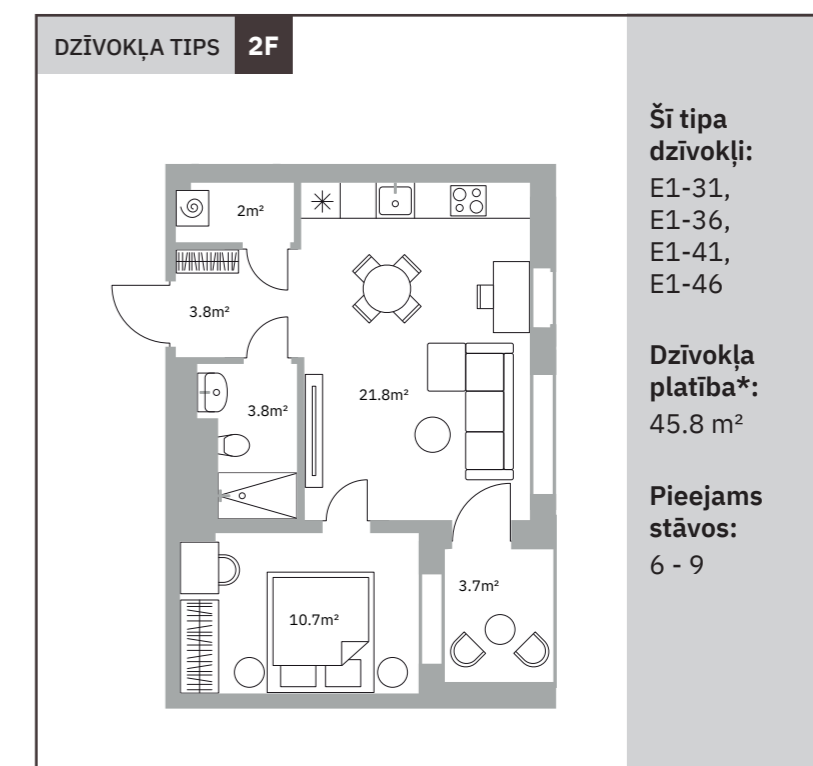 DZĪVOKĻA TIPS 2F
2m²
3.8m²
3.8m²
21.8m²
10.7m²
3.7m²
Šī tipa
dzīvokļi:
E1-31,
E1-36,
E1-41,
E1-46
Dzīvokļa
platība*:
45.8 m²
Pieejams
stāvos:
6 - 9